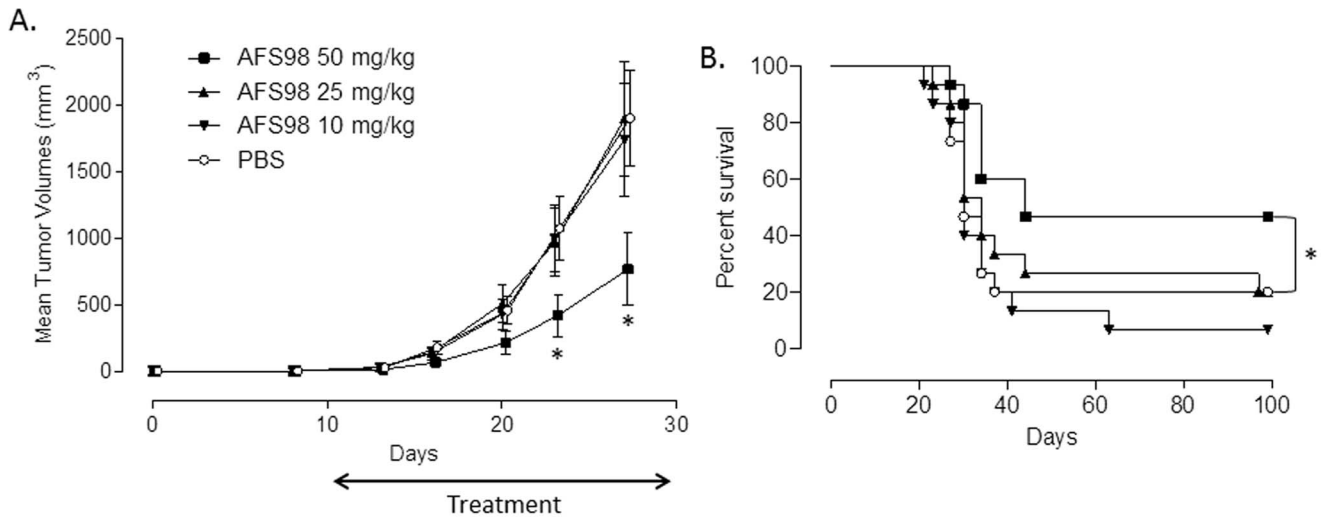 A.
Mean Tumor Volumes (mm³)
2500
2000
1500
1000
500
0
AFS98 50 mg/kg
AFS98 25 mg/kg
AFS98 10 mg/kg
PBS
*
*
0 10 20 30
Days
Treatment
B.
Percent survival
100
80
60
40
20
0
*
0 20 40 60 80 100
Days